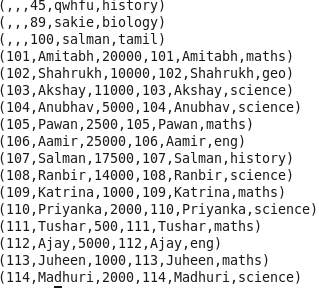 (,,,45,qwhfu,history)
(,,,89,sakie,biology)
(,,,100,salman,tamil)
(101,Amitabh,20000,101,Amitabh,maths)
(102,Shahrukh,10000,102,Shahrukh,geo)
(103,Akshay,11000,103,Akshay,science)
(104,Anubhav,5000,104,Anubhav,science)
(105,Pawan,2500,105,Pawan,maths)
(106,Aamir,25000,106,Aamir,eng)
(107,Salman,17500,107,Salman,history)
(108,Ranbir,14000,108,Ranbir,science)
(109,Katrina,1000,109,Katrina,maths)
(110,Priyanka,2000,110,Priyanka,science)
(111,Tushar,500,111,Tushar,maths)
(112,Ajay,5000,112,Ajay,eng)
(113,Juheen,1000,113,Juheen,maths)
(114,Madhuri,2000,114,Madhuri,science)